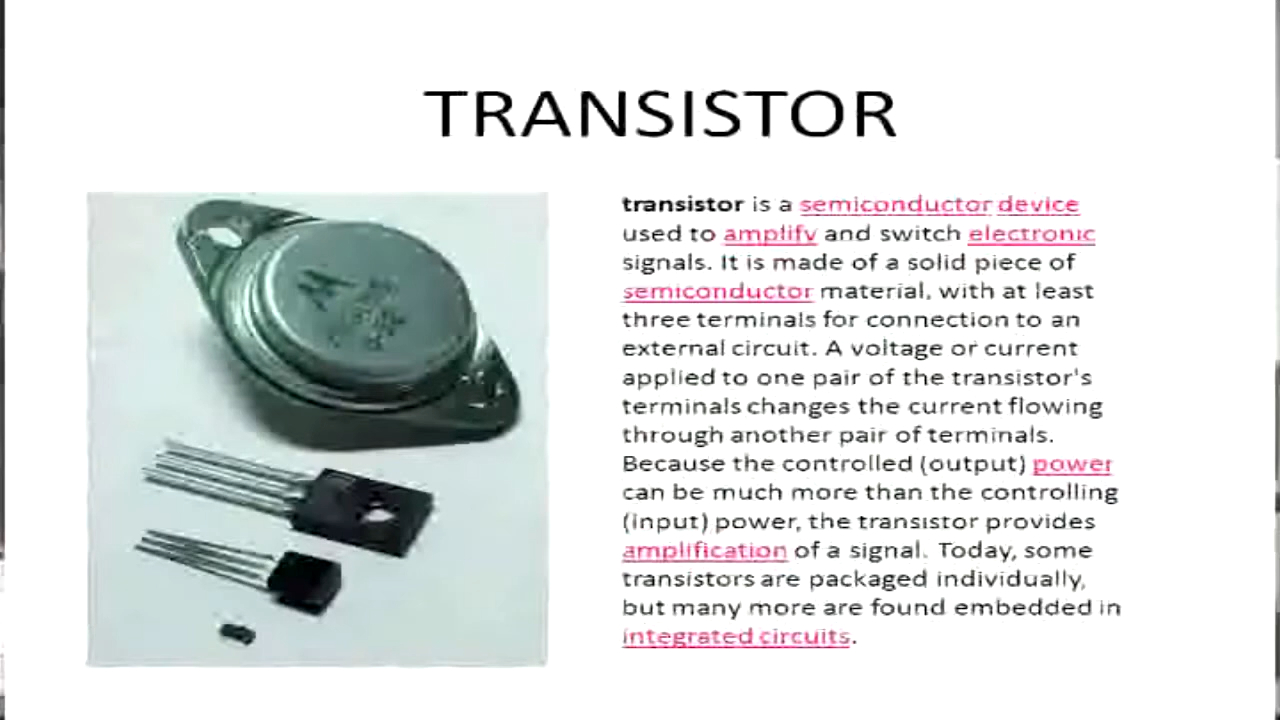 TRANSISTOR
transistor is a semiconductor device
used to amplify and switch electronic
signals. It is made of a solid piece of
semiconductor material, with at least
three terminals for connection to an
external circuit. A voltage or current
applied to one pair of the transistor's
terminals changes the current flowing
through another pair of terminals.
Because the controlled (output) power
can be much more than the controlling
(input) power, the transistor provides
amplification of a signal. Today, some
transistors are packaged individually,
but many more are found embedded in
integrated circuits.